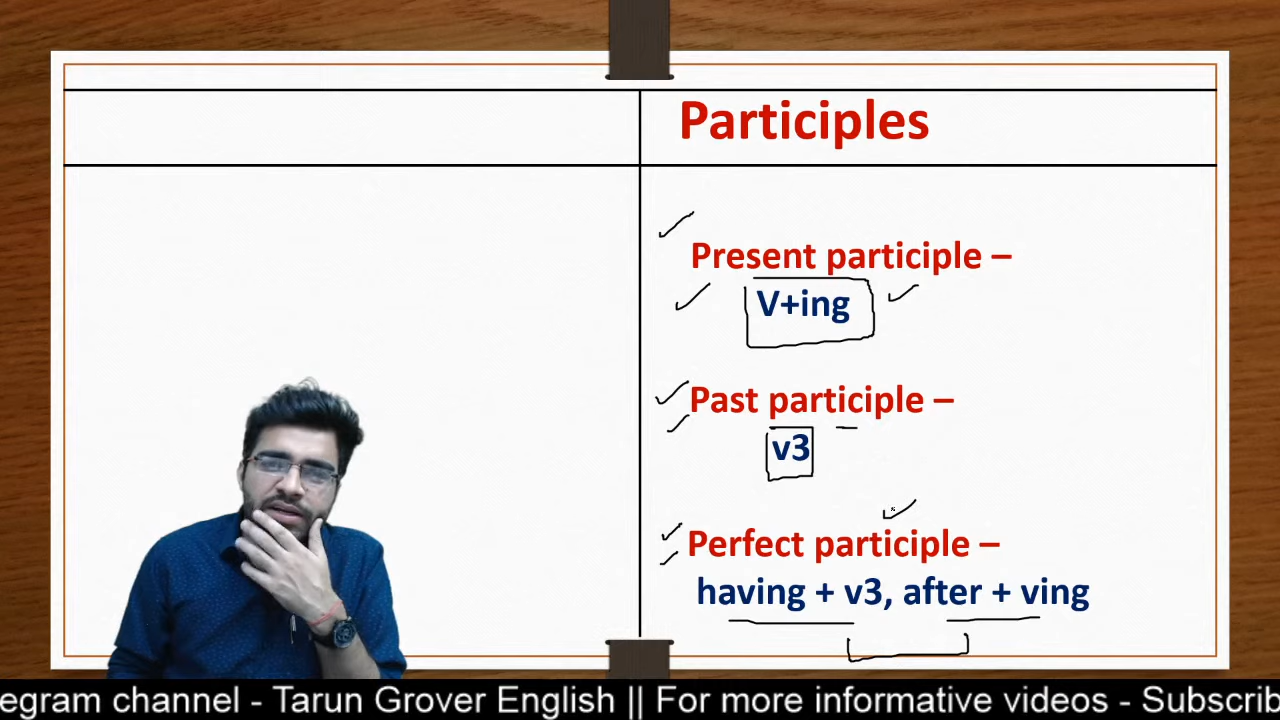 Participles
Present participle –
V+ing
Past participle –
v3
Perfect participle –
having + v3, after + ving
egram channel - Tarun Grover English || For more informative videos - Subscrib